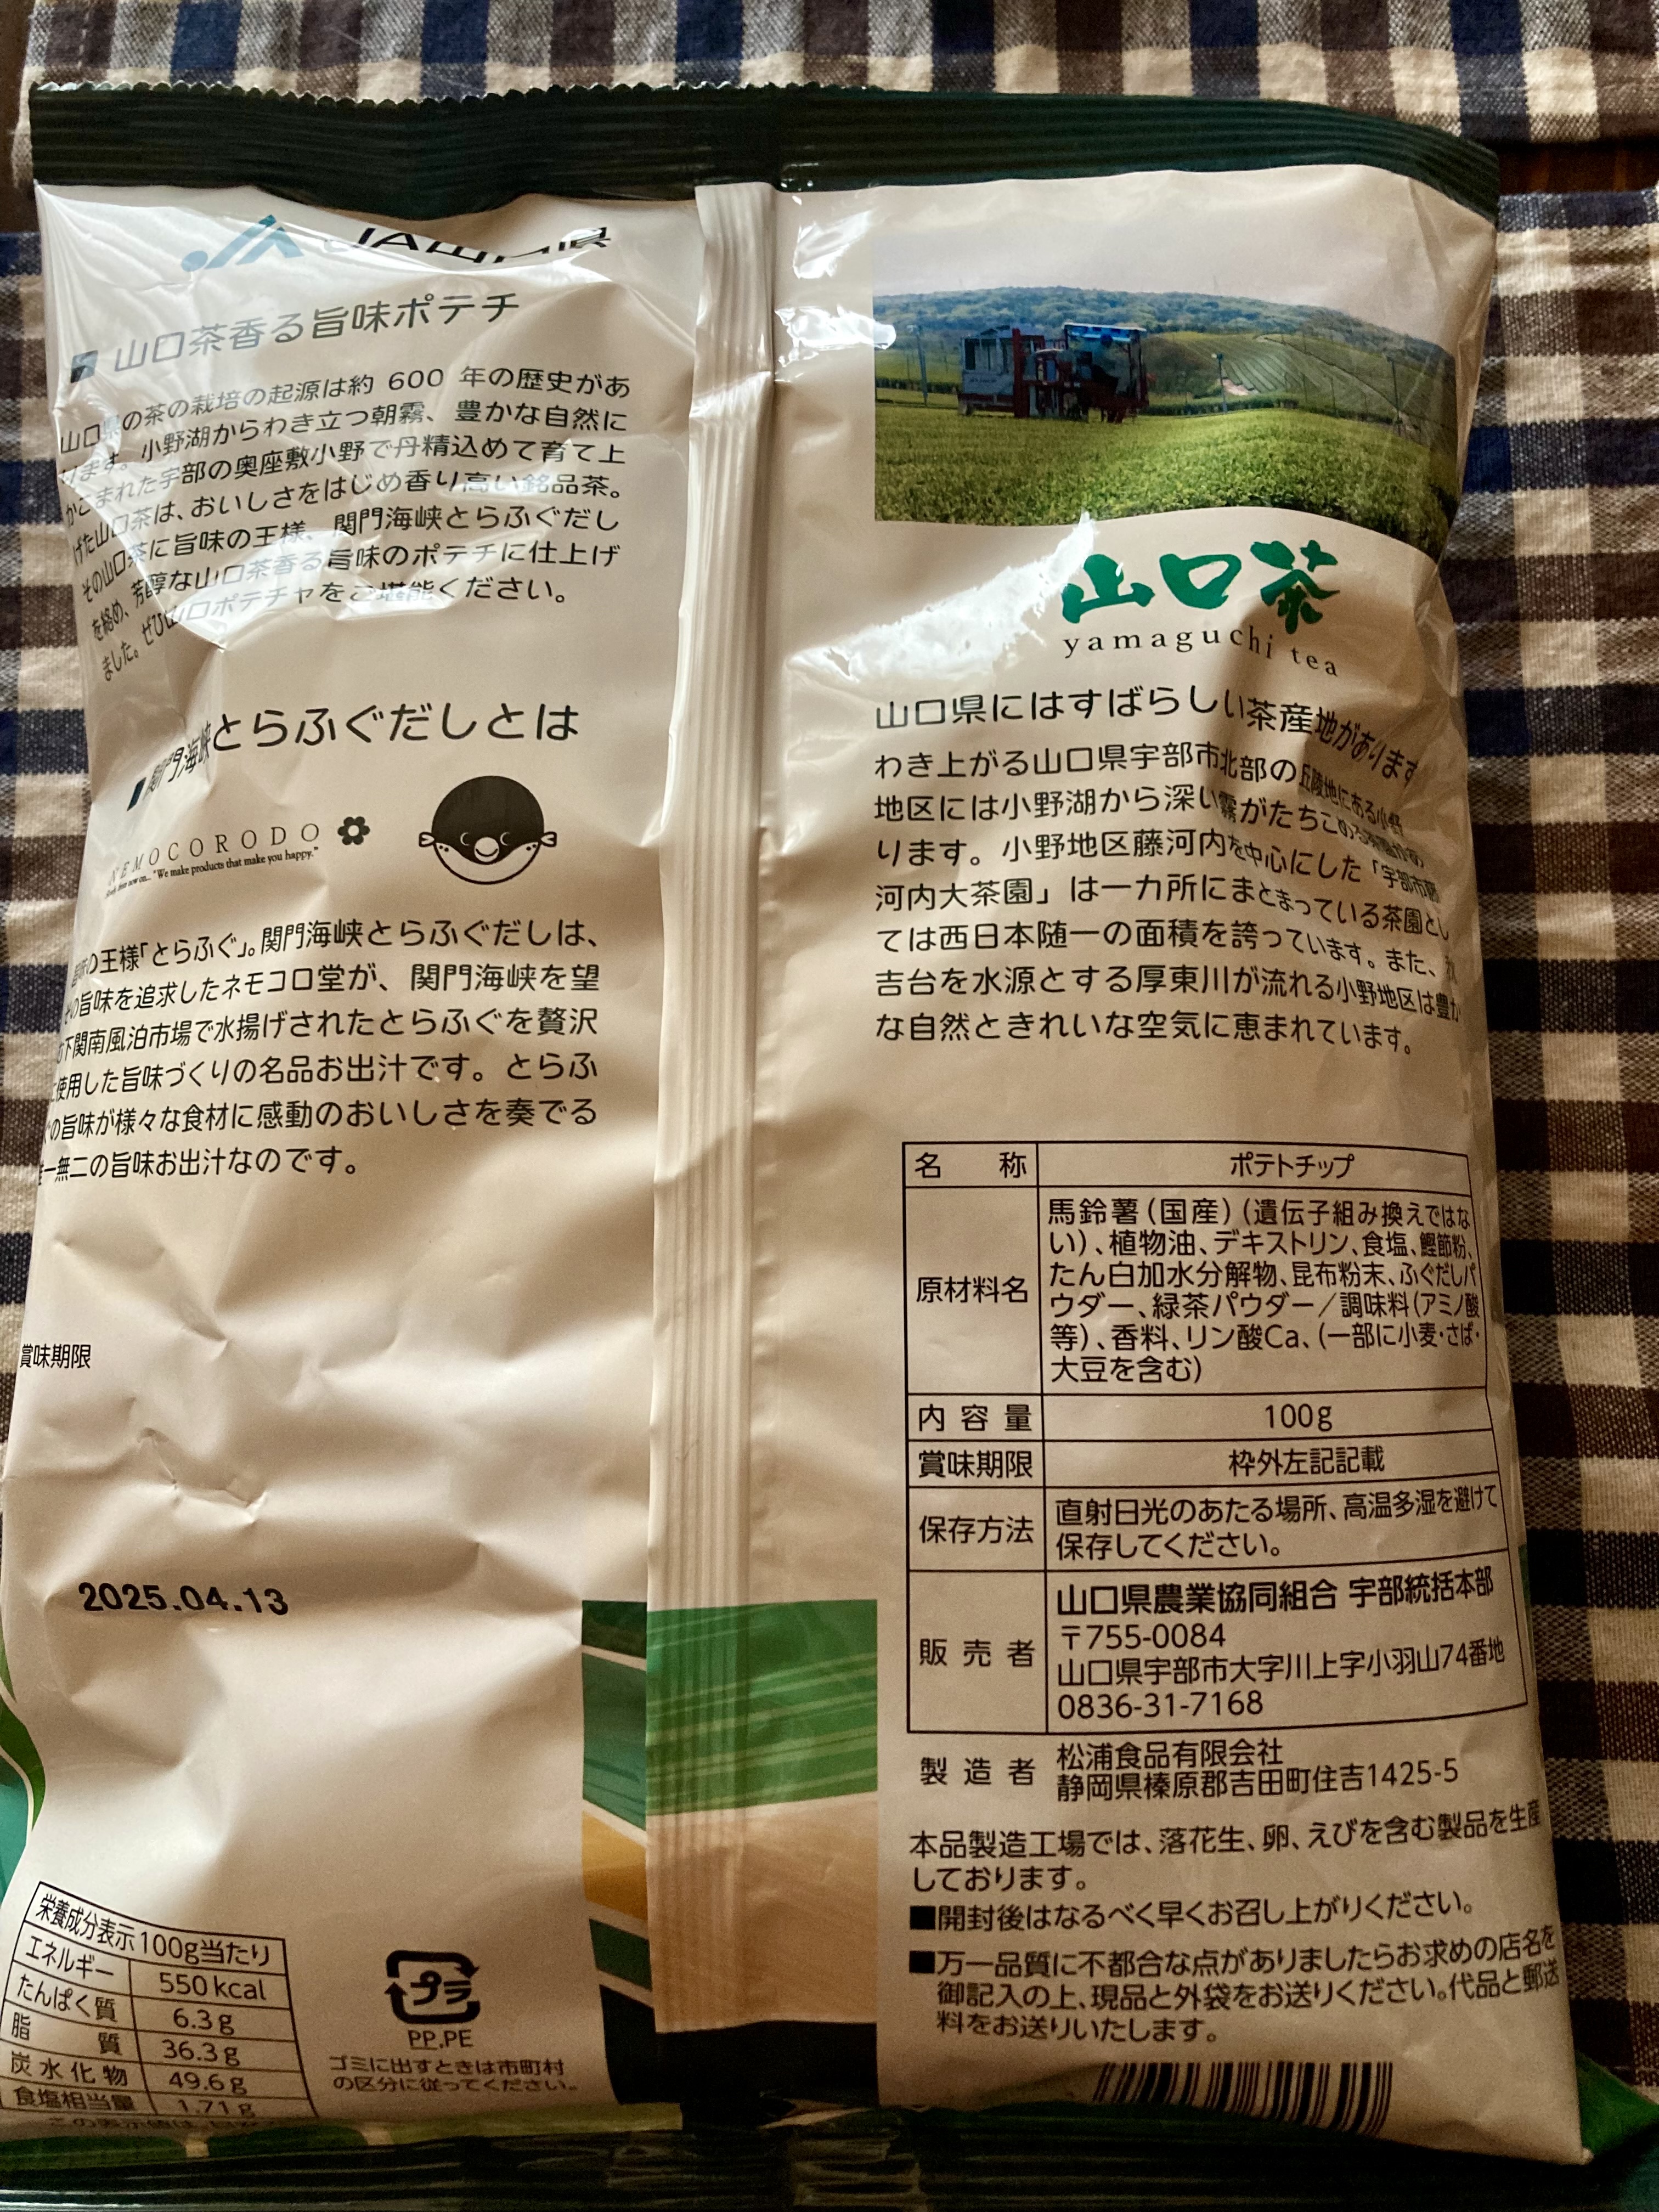 JA山口県
■ 山口茶香る旨味ポテチ
山口県の茶の栽培の起源は約 600 年の歴史があ
ります。小野湖からわき立つ朝霧、豊かな自然に
かこまれた宇部の奥座敷小野で丹精込めて育て上
げた山口茶は、おいしさをはじめ香り高い銘品茶。
その山口茶に旨味の王様、関門海峡とらふぐだし
を絡め、芳醇な山口茶香る旨味のポテチに仕上げ
ました。ぜひ山口ポテチャをご堪能ください。
■ 関門海峡とらふぐだしとは
NEMOCORODO
"We make products that make you happy."
旨味の王様「とらふぐ」。関門海峡とらふぐだしは、
その旨味を追求したネモコロ堂が、関門海峡を望
む下関南風泊市場で水揚げされたとらふぐを贅沢
に使用した旨味づくりの名品お出汁です。とらふ
ぐの旨味が様々な食材に感動のおいしさを奏でる
唯一無二の旨味お出汁なのです。
賞味期限
2025.04.13
栄養成分表示100g当たり
エネルギー 550kcal
たんぱく質 6.3g
脂質 36.3g
炭水化物 49.6g
食塩相当量 1.71g
プラ
PP,PE
ゴミに出すときは市町村
の区分に従ってください。
山口茶
yamaguchi tea
山口県にはすばらしい茶産地があります
わき上がる山口県宇部市北部の丘陵地にある小野
地区には小野湖から深い霧がたちこめる茶園があ
ります。小野地区藤河内を中心にした「宇部市藤
河内大茶園」は一カ所にまとまっている茶園とし
ては西日本随一の面積を誇っています。また、秋
吉台を水源とする厚東川が流れる小野地区は豊か
な自然ときれいな空気に恵まれています。
名称 ポテトチップ
原材料名 馬鈴薯(国産)(遺伝子組み換えではな
い)、植物油、デキストリン、食塩、鰹節粉、
たん白加水分解物、昆布粉末、ふぐだしパ
ウダー、緑茶パウダー／調味料(アミノ酸
等)、香料、リン酸Ca、(一部に小麦・さば・
大豆を含む)
内容量 100g
賞味期限 枠外左記記載
保存方法 直射日光のあたる場所、高温多湿を避けて
保存してください。
販売者 山口県農業協同組合 宇部統括本部
〒755-0084
山口県宇部市大字川上字小羽山74番地
0836-31-7168
製造者 松浦食品有限会社
静岡県榛原郡吉田町住吉1425-5
本品製造工場では、落花生、卵、えびを含む製品を生産
しております。
■開封後はなるべく早くお召し上がりください。
■万一品質に不都合な点がありましたらお求めの店名を
御記入の上、現品と外袋をお送りください。代品と郵送
料をお送りいたします。